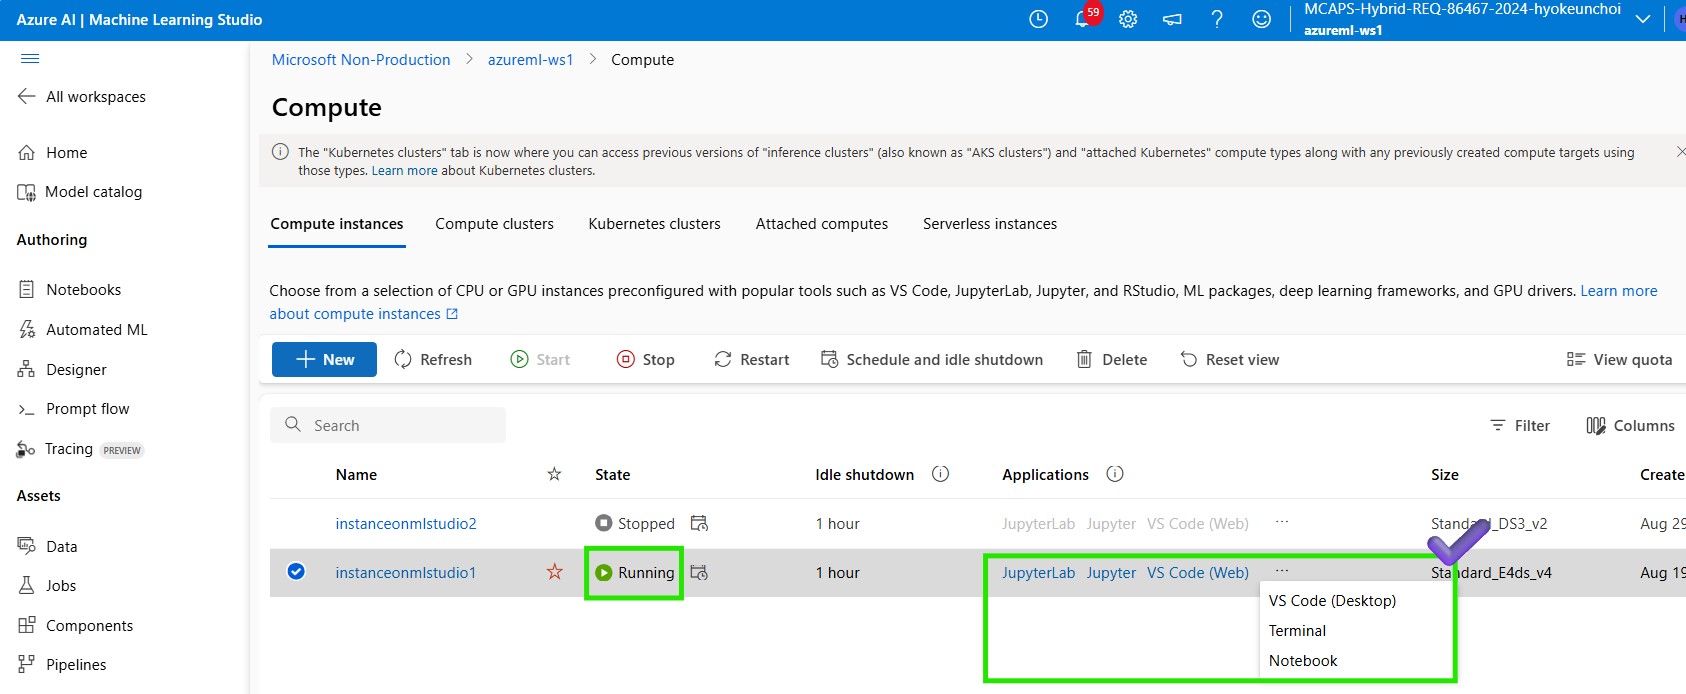 Azure AI | Machine Learning Studio
59
MCAPS-Hybrid-REQ-86467-2024-hyokeunchoi
azureml-ws1
H
All workspaces
Home
Model catalog
Authoring
Notebooks
Automated ML
Designer
Prompt flow
Tracing PREVIEW
Assets
Data
Jobs
Components
Pipelines
Microsoft Non-Production > azureml-ws1 > Compute
Compute
The "Kubernetes clusters" tab is now where you can access previous versions of "inference clusters" (also known as "AKS clusters") and "attached Kubernetes" compute types along with any previously created compute targets using
those types. Learn more about Kubernetes clusters.
Compute instances Compute clusters Kubernetes clusters Attached computes Serverless instances
Choose from a selection of CPU or GPU instances preconfigured with popular tools such as VS Code, JupyterLab, Jupyter, and RStudio, ML packages, deep learning frameworks, and GPU drivers. Learn more
about compute instances
New Refresh Start Stop Restart Schedule and idle shutdown Delete Reset view View quota
Search Filter Columns
Name State Idle shutdown Applications Size Create
instanceonmlstudio2 Stopped 1 hour JupyterLab Jupyter VS Code (Web) ... Standard_DS3_v2 Aug 29
instanceonmlstudio1 Running 1 hour JupyterLab Jupyter VS Code (Web) ... Standard_E4ds_v4 Aug 19
VS Code (Desktop)
Terminal
Notebook